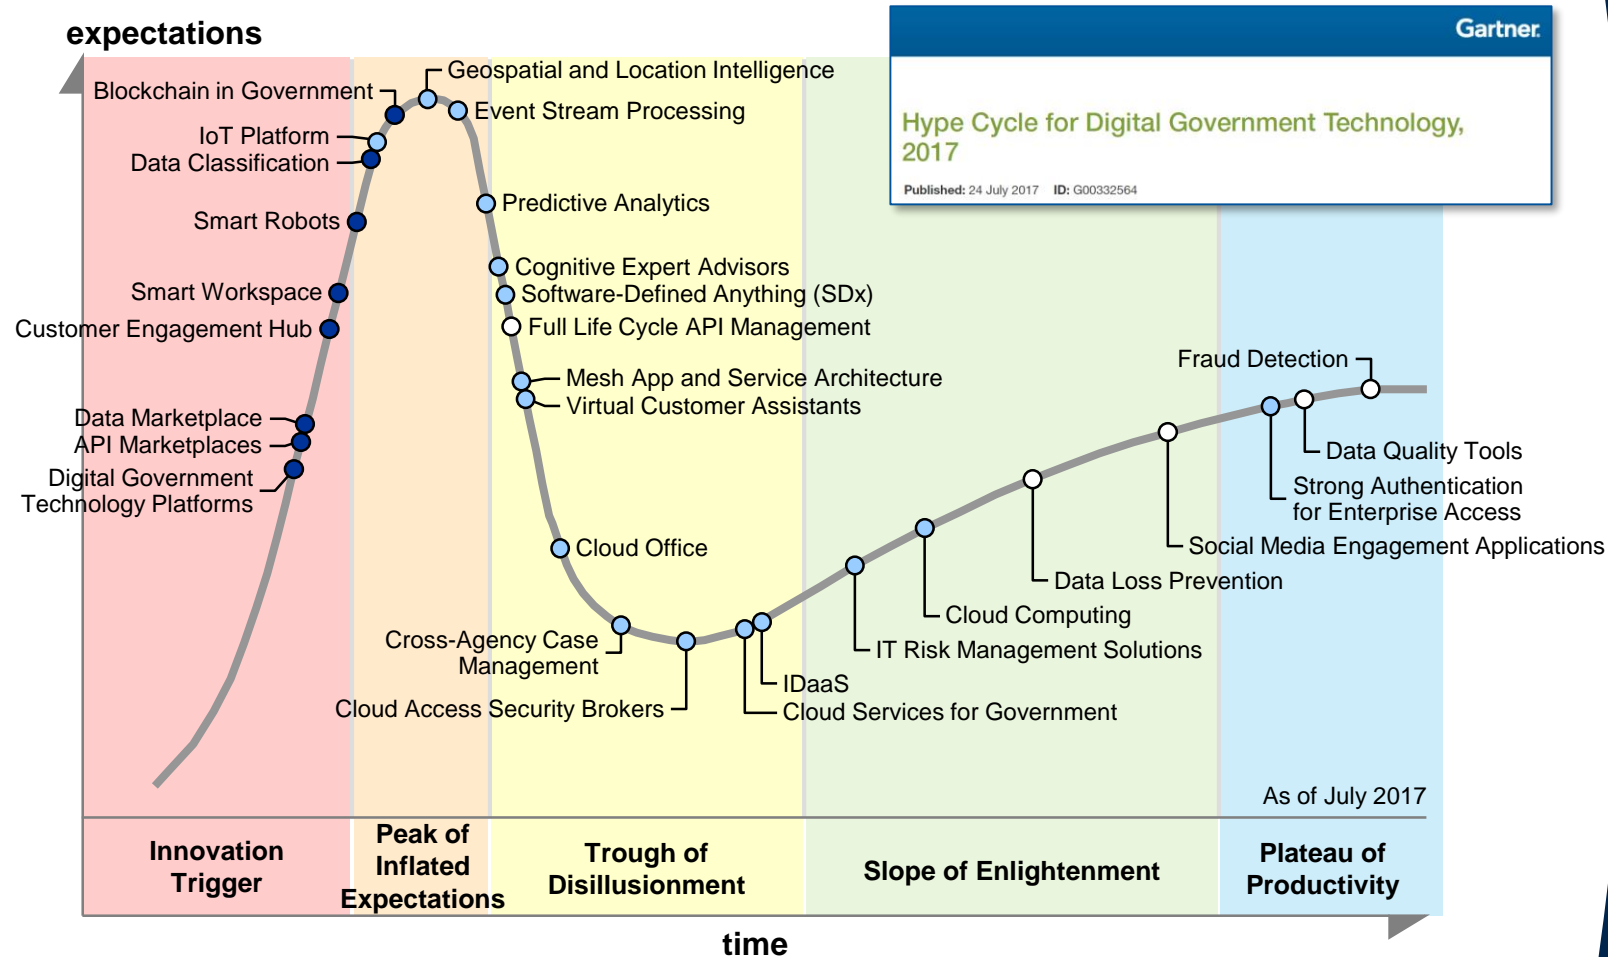 expectations
Gartner.
Hype Cycle for Digital Government Technology,
2017
Published: 24 July 2017 ID: G00332564
Geospatial and Location Intelligence
Blockchain in Government
Event Stream Processing
IoT Platform
Data Classification
Smart Robots
Predictive Analytics
Cognitive Expert Advisors
Smart Workspace
Software-Defined Anything (SDx)
Customer Engagement Hub
Full Life Cycle API Management
Fraud Detection
Mesh App and Service Architecture
Virtual Customer Assistants
Data Marketplace
API Marketplaces
Data Quality Tools
Digital Government
Technology Platforms
Strong Authentication
for Enterprise Access
Cloud Office
Social Media Engagement Applications
Data Loss Prevention
Cloud Computing
Cross-Agency Case
Management
IT Risk Management Solutions
IDaaS
Cloud Access Security Brokers
Cloud Services for Government
As of July 2017
Innovation
Trigger
Peak of
Inflated
Expectations
Trough of
Disillusionment
Slope of Enlightenment
Plateau of
Productivity
time